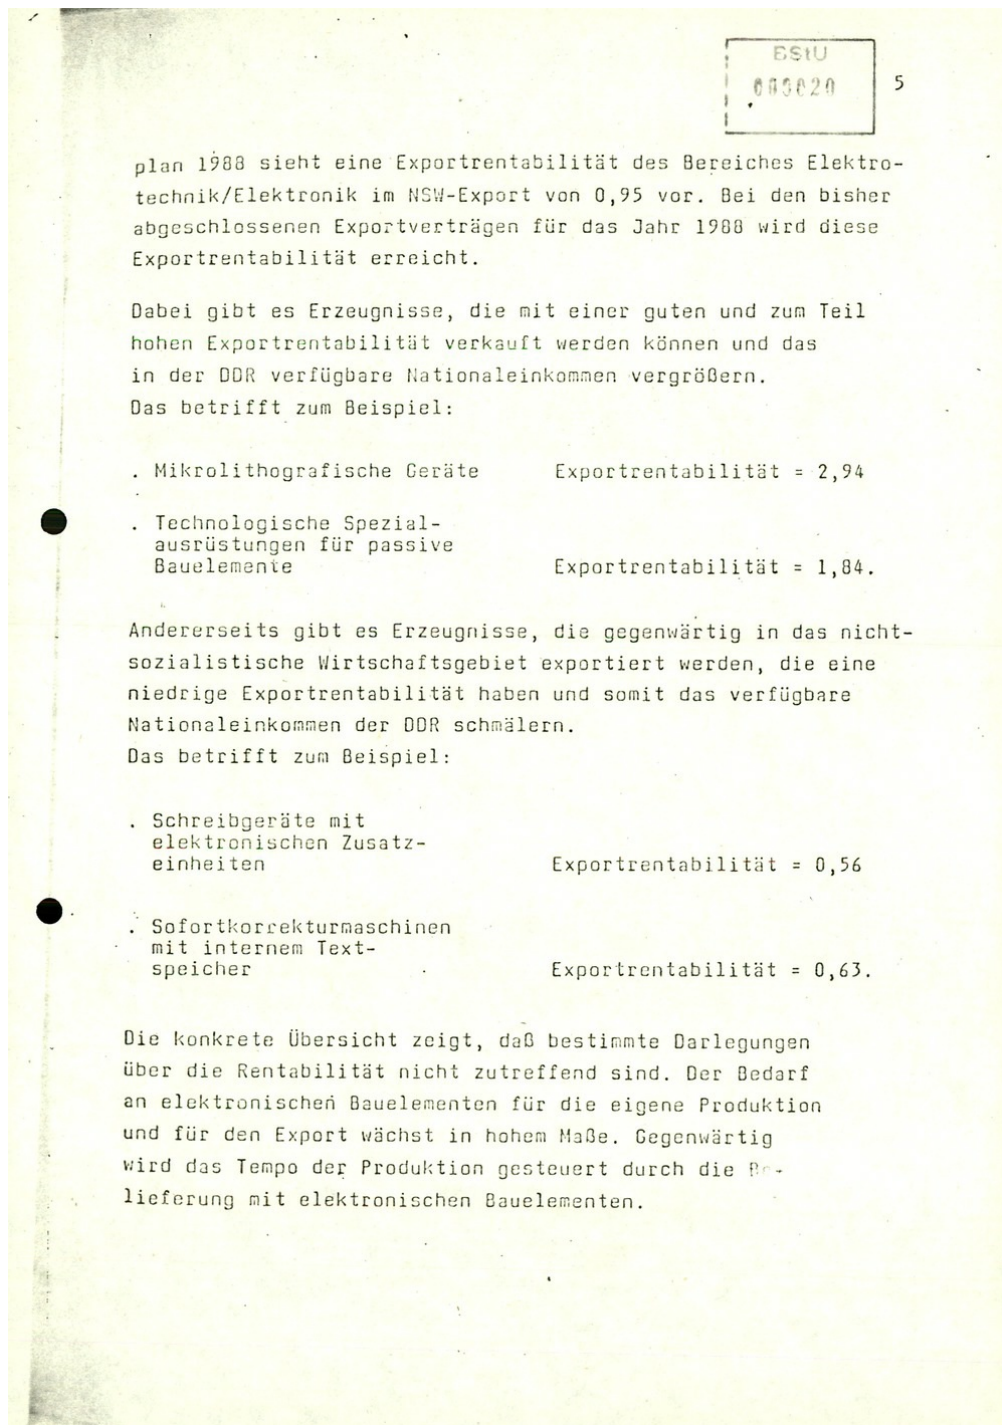 BStU
000020
5
plan 1988 sieht eine Exportrentabilität des Bereiches Elektro-
technik/Elektronik im NSW-Export von 0,95 vor. Bei den bisher
abgeschlossenen Exportverträgen für das Jahr 1988 wird diese
Exportrentabilität erreicht.
Dabei gibt es Erzeugnisse, die mit einer guten und zum Teil
hohen Exportrentabilität verkauft werden können und das
in der DDR verfügbare Nationaleinkommen vergrößern.
Das betrifft zum Beispiel:
. Mikrolithografische Geräte Exportrentabilität = 2,94
. Technologische Spezial-
ausrüstungen für passive
Bauelemente Exportrentabilität = 1,84.
Andererseits gibt es Erzeugnisse, die gegenwärtig in das nicht-
sozialistische Wirtschaftsgebiet exportiert werden, die eine
niedrige Exportrentabilität haben und somit das verfügbare
Nationaleinkommen der DDR schmälern.
Das betrifft zum Beispiel:
. Schreibgeräte mit
elektronischen Zusatz-
einheiten Exportrentabilität = 0,56
. Sofortkorrekturmaschinen
mit internem Text-
speicher Exportrentabilität = 0,63.
Die konkrete Übersicht zeigt, daß bestimmte Darlegungen
über die Rentabilität nicht zutreffend sind. Der Bedarf
an elektronischen Bauelementen für die eigene Produktion
und für den Export wächst in hohem Maße. Gegenwärtig
wird das Tempo der Produktion gesteuert durch die Be-
lieferung mit elektronischen Bauelementen.